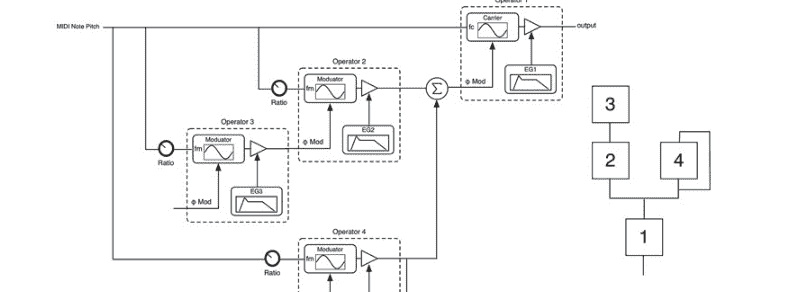 Operator 1
MIDI Note Pitch
fc
Carrier
output
Operator 2
EG1
fm
Moduator
Σ
ϕ Mod
Ratio
3
Operator 3
EG2
fm
Moduator
ϕ Mod
Ratio
2
4
EG3
ϕ Mod
Operator 4
1
fm
Moduator
Ratio